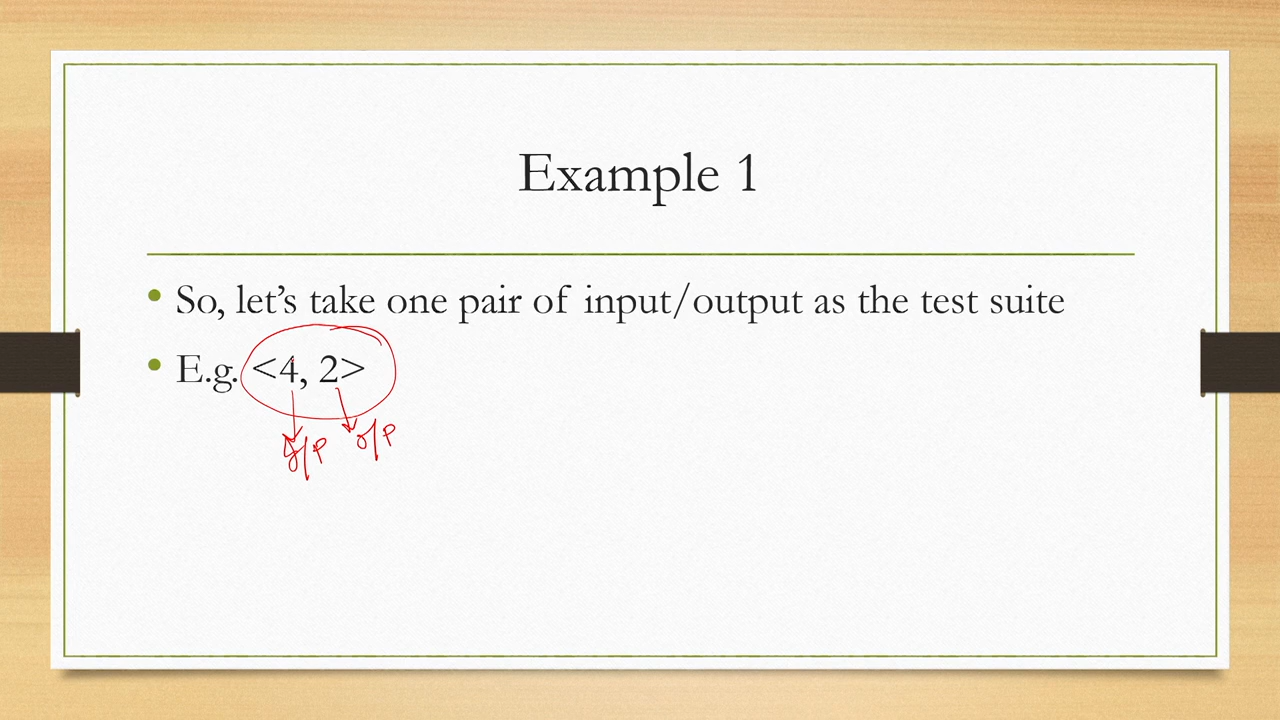 Example 1
• So, let's take one pair of input/output as the test suite
• E.g. <4, 2>
I/P O/P